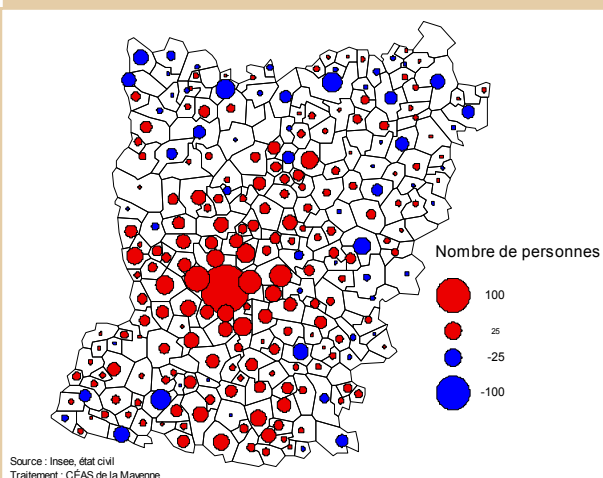 Nombre de personnes
100
25
-25
-100
Source : Insee, état civil
Traitement : CÉAS de la Mayenne